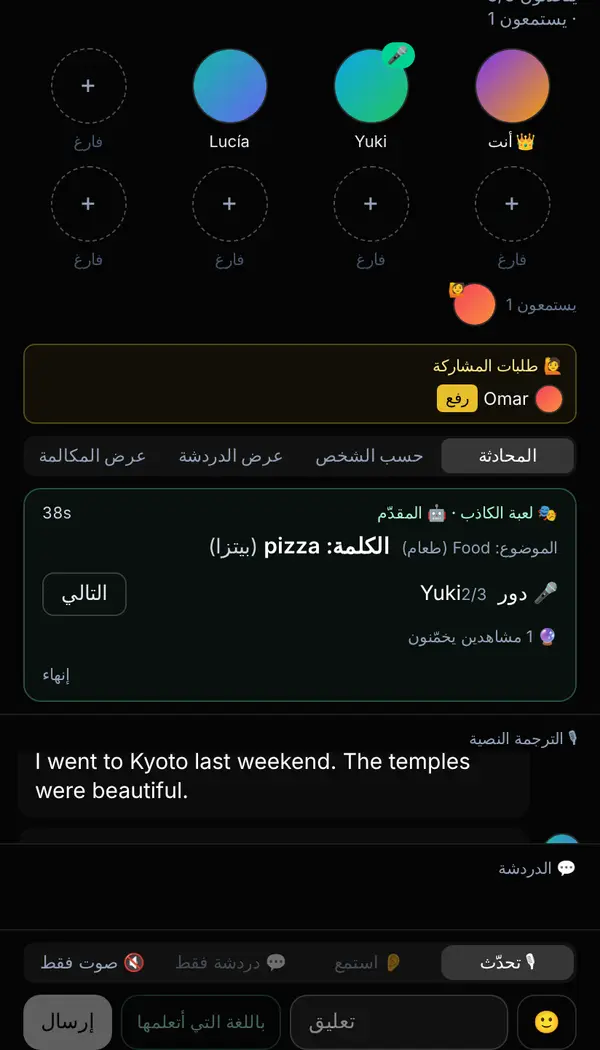 · يستمعون 1
👑 أنت
Yuki
Lucía
فارغ
فارغ
فارغ
فارغ
فارغ
يستمعون 1
🙋 طلبات المشاركة
Omar رفع
المحادثة
حسب الشخص
عرض الدردشة
عرض المكالمة
🎭 لعبة الكاذب · 🤖 المقدّم
38s
الموضوع: Food (طعام) الكلمة: pizza (بيتزا)
🎤 دور Yuki 2/3
التالي
🔮 1 مشاهدين يخمّنون
إنهاء
🎙 الترجمة النصية
I went to Kyoto last weekend. The temples
were beautiful.
💬 الدردشة
🎙 تحدّث
👂 استمع
💬 دردشة فقط
🔇 صوت فقط
🙂
تعليق
باللغة التي أتعلمها
إرسال